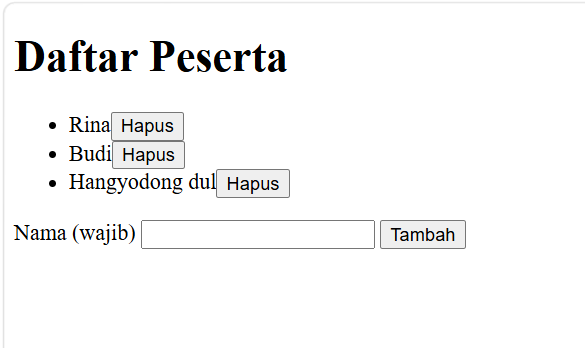 Daftar Peserta
Rina Hapus
Budi Hapus
Hangyodong dul Hapus
Nama (wajib) Tambah